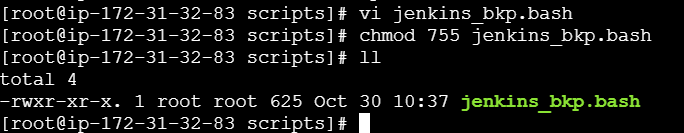 [root@ip-172-31-32-83 scripts]# vi jenkins_bkp.bash
[root@ip-172-31-32-83 scripts]# chmod 755 jenkins_bkp.bash
[root@ip-172-31-32-83 scripts]# ll
total 4
-rwxr-xr-x. 1 root root 625 Oct 30 10:37 jenkins_bkp.bash
[root@ip-172-31-32-83 scripts]#